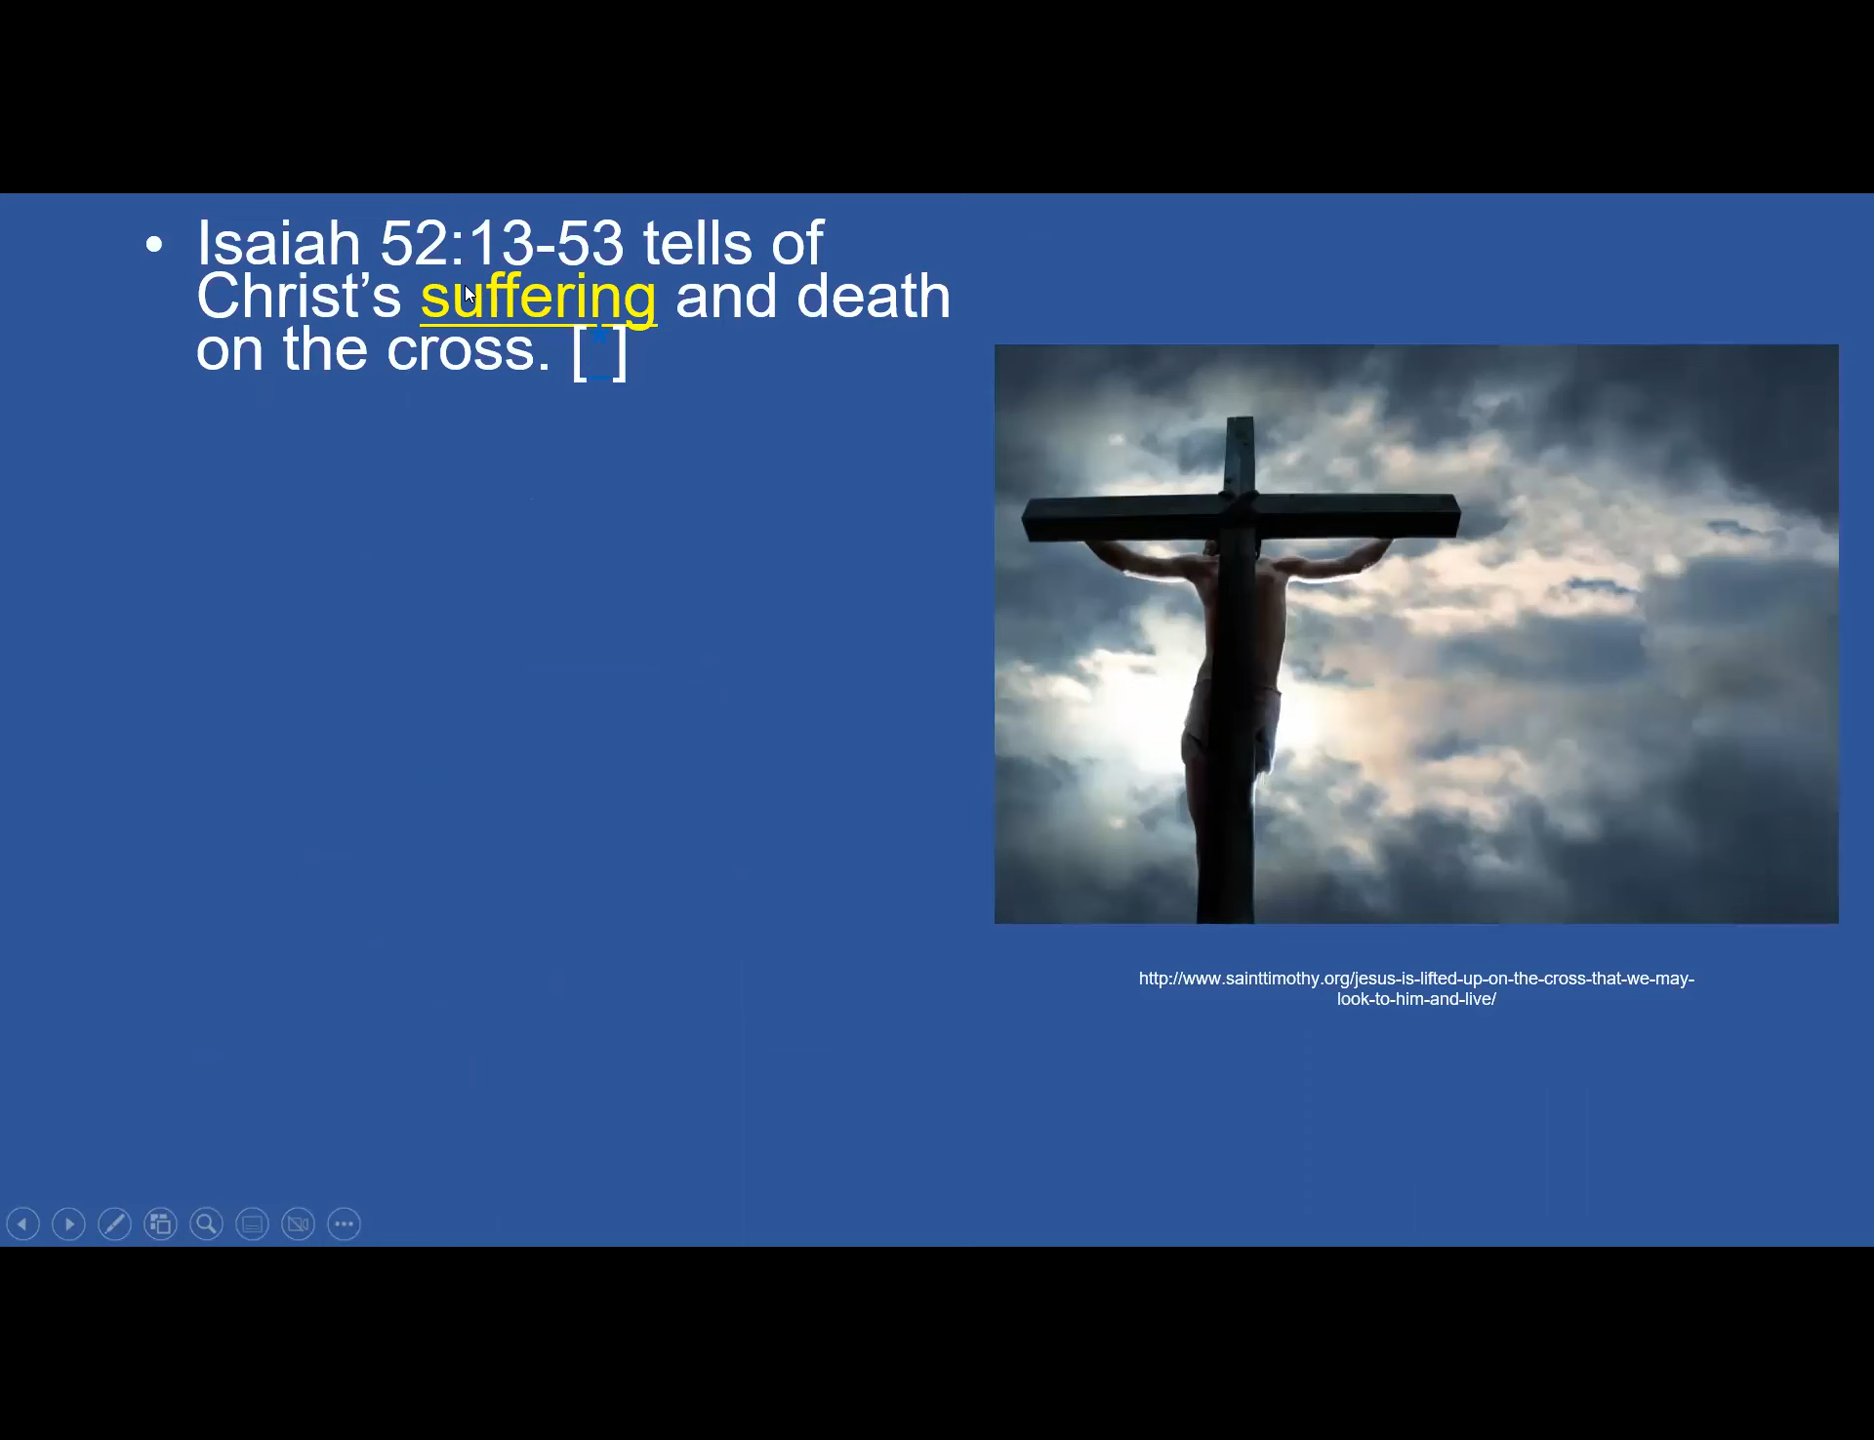 • Isaiah 52:13-53 tells of
Christ’s suffering and death
on the cross. [*]
http://www.sainttimothy.org/jesus-is-lifted-up-on-the-cross-that-we-may-
look-to-him-and-live/